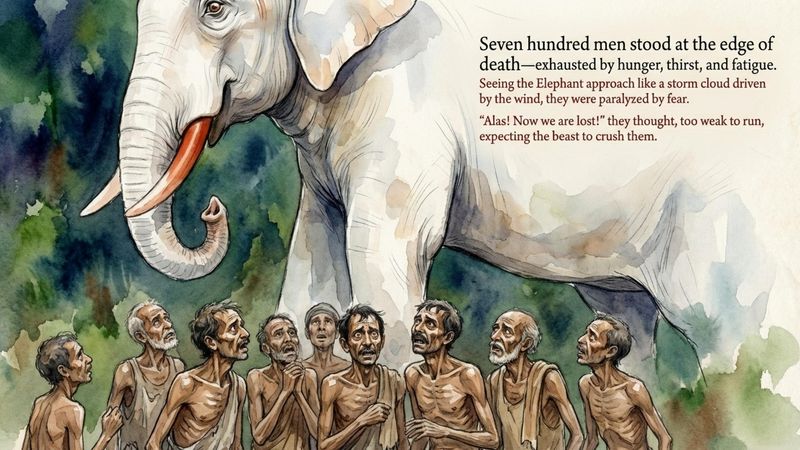 Seven hundred men stood at the edge of
death—exhausted by hunger, thirst, and fatigue.
Seeing the Elephant approach like a storm cloud driven
by the wind, they were paralyzed by fear.
“Alas! Now we are lost!” they thought, too weak to run,
expecting the beast to crush them.